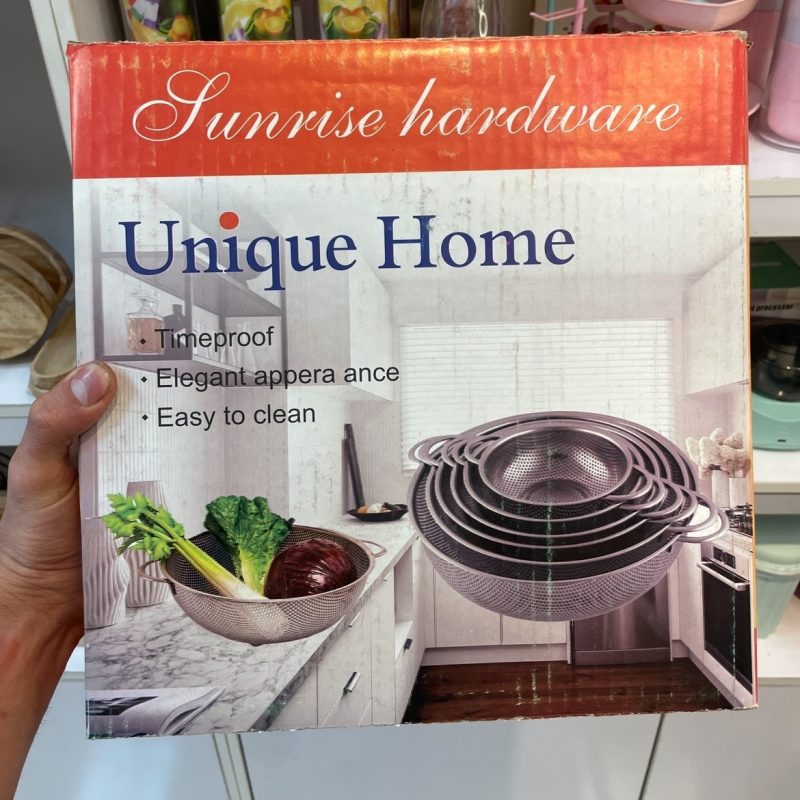 Sunrise hardware
Unique Home
• Timeproof
• Elegant appera ance
• Easy to clean